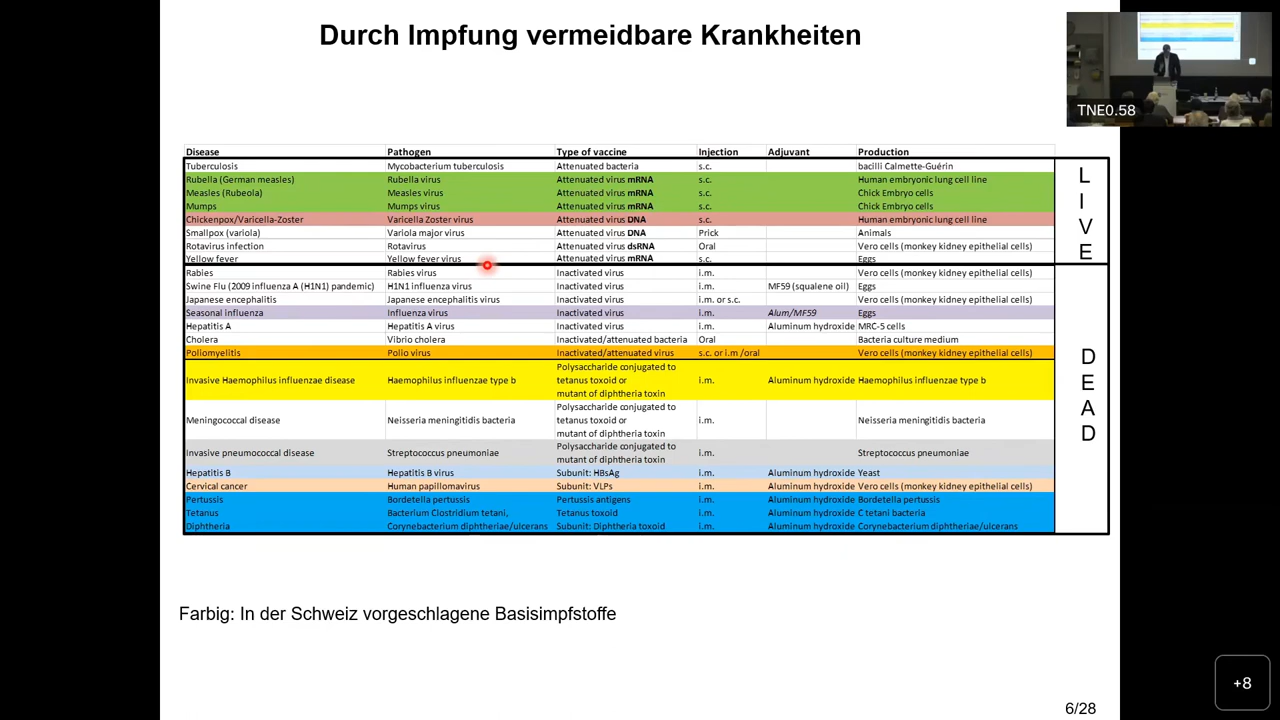 Durch Impfung vermeidbare Krankheiten
TNE0.58
Disease Pathogen Type of vaccine Injection Adjuvant Production
Tuberculosis Mycobacterium tuberculosis Attenuated bacteria s.c. bacilli Calmette-Guérin
Rubella (German measles) Rubella virus Attenuated virus mRNA s.c. Human embryonic lung cell line
Measles (Rubeola) Measles virus Attenuated virus mRNA s.c. Chick Embryo cells
Mumps Mumps virus Attenuated virus mRNA s.c. Chick Embryo cells
Chickenpox/Varicella-Zoster Varicella Zoster virus Attenuated virus DNA s.c. Human embryonic lung cell line
Smallpox (variola) Variola major virus Attenuated virus DNA Prick Animals
Rotavirus infection Rotavirus Attenuated virus dsRNA Oral Vero cells (monkey kidney epithelial cells)
Yellow fever Yellow fever virus Attenuated virus mRNA s.c. Eggs
LIVE
Rabies Rabies virus Inactivated virus i.m. Vero cells (monkey kidney epithelial cells)
Swine Flu (2009 influenza A (H1N1) pandemic) H1N1 influenza virus Inactivated virus i.m. MF59 (squalene oil) Eggs
Japanese encephalitis Japanese encephalitis virus Inactivated virus i.m. or s.c. Vero cells (monkey kidney epithelial cells)
Seasonal influenza Influenza virus Inactivated virus i.m. Alum/MF59 Eggs
Hepatitis A Hepatitis A virus Inactivated virus i.m. Aluminum hydroxide MRC-5 cells
Cholera Vibrio cholera Inactivated/attenuated bacteria Oral Bacteria culture medium
Poliomyelitis Polio virus Inactivated/attenuated virus s.c. or i.m /oral Vero cells (monkey kidney epithelial cells)
Polysaccharide conjugated to
Invasive Haemophilus influenzae disease Haemophilus influenzae type b tetanus toxoid or i.m. Aluminum hydroxide Haemophilus influenzae type b
mutant of diphtheria toxin
Polysaccharide conjugated to
Meningococcal disease Neisseria meningitidis bacteria tetanus toxoid or i.m. Neisseria meningitidis bacteria
mutant of diphtheria toxin
Polysaccharide conjugated to
Invasive pneumococcal disease Streptococcus pneumoniae mutant of diphtheria toxin i.m. Streptococcus pneumoniae
Hepatitis B Hepatitis B virus Subunit: HBsAg i.m. Aluminum hydroxide Yeast
Cervical cancer Human papillomavirus Subunit: VLPs i.m. Aluminum hydroxide Vero cells (monkey kidney epithelial cells)
Pertussis Bordetella pertussis Pertussis antigens i.m. Aluminum hydroxide Bordetella pertussis
Tetanus Bacterium Clostridium tetani, Tetanus toxoid i.m. Aluminum hydroxide C tetani bacteria
Diphtheria Corynebacterium diphtheriae/ulcerans Subunit: Diphtheria toxoid i.m. Aluminum hydroxide Corynebacterium diphtheriae/ulcerans
DEAD
Farbig: In der Schweiz vorgeschlagene Basisimpfstoffe
+8
6/28